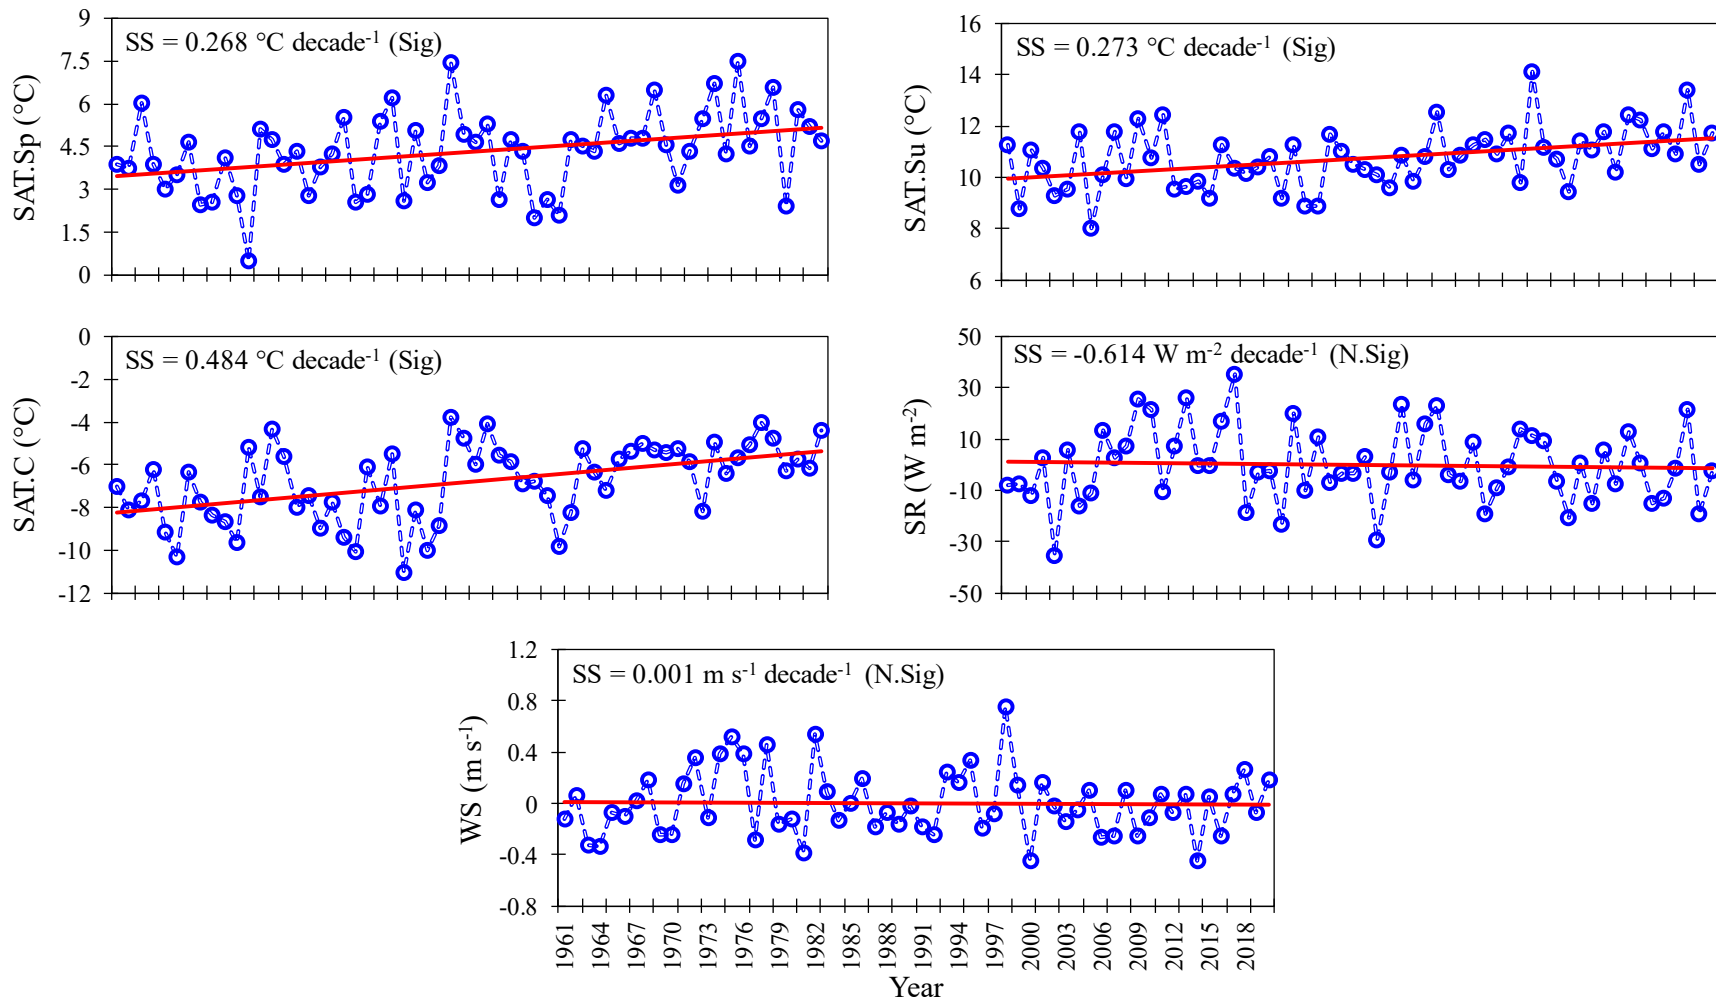 SS = 0.268 °C decade⁻¹ (Sig)
SAT.Sp (°C)
9
7.5
6
4.5
3
1.5
0
SS = 0.273 °C decade⁻¹ (Sig)
SAT.Su (°C)
16
14
12
10
8
6
SS = 0.484 °C decade⁻¹ (Sig)
SAT.C (°C)
0
-2
-4
-6
-8
-10
-12
SS = -0.614 W m⁻² decade⁻¹ (N.Sig)
SR (W m⁻²)
50
30
10
-10
-30
-50
SS = 0.001 m s⁻¹ decade⁻¹ (N.Sig)
WS (m s⁻¹)
1.2
0.8
0.4
0
-0.4
-0.8
1961 1964 1967 1970 1973 1976 1979 1982 1985 1988 1991 1994 1997 2000 2003 2006 2009 2012 2015 2018
Year